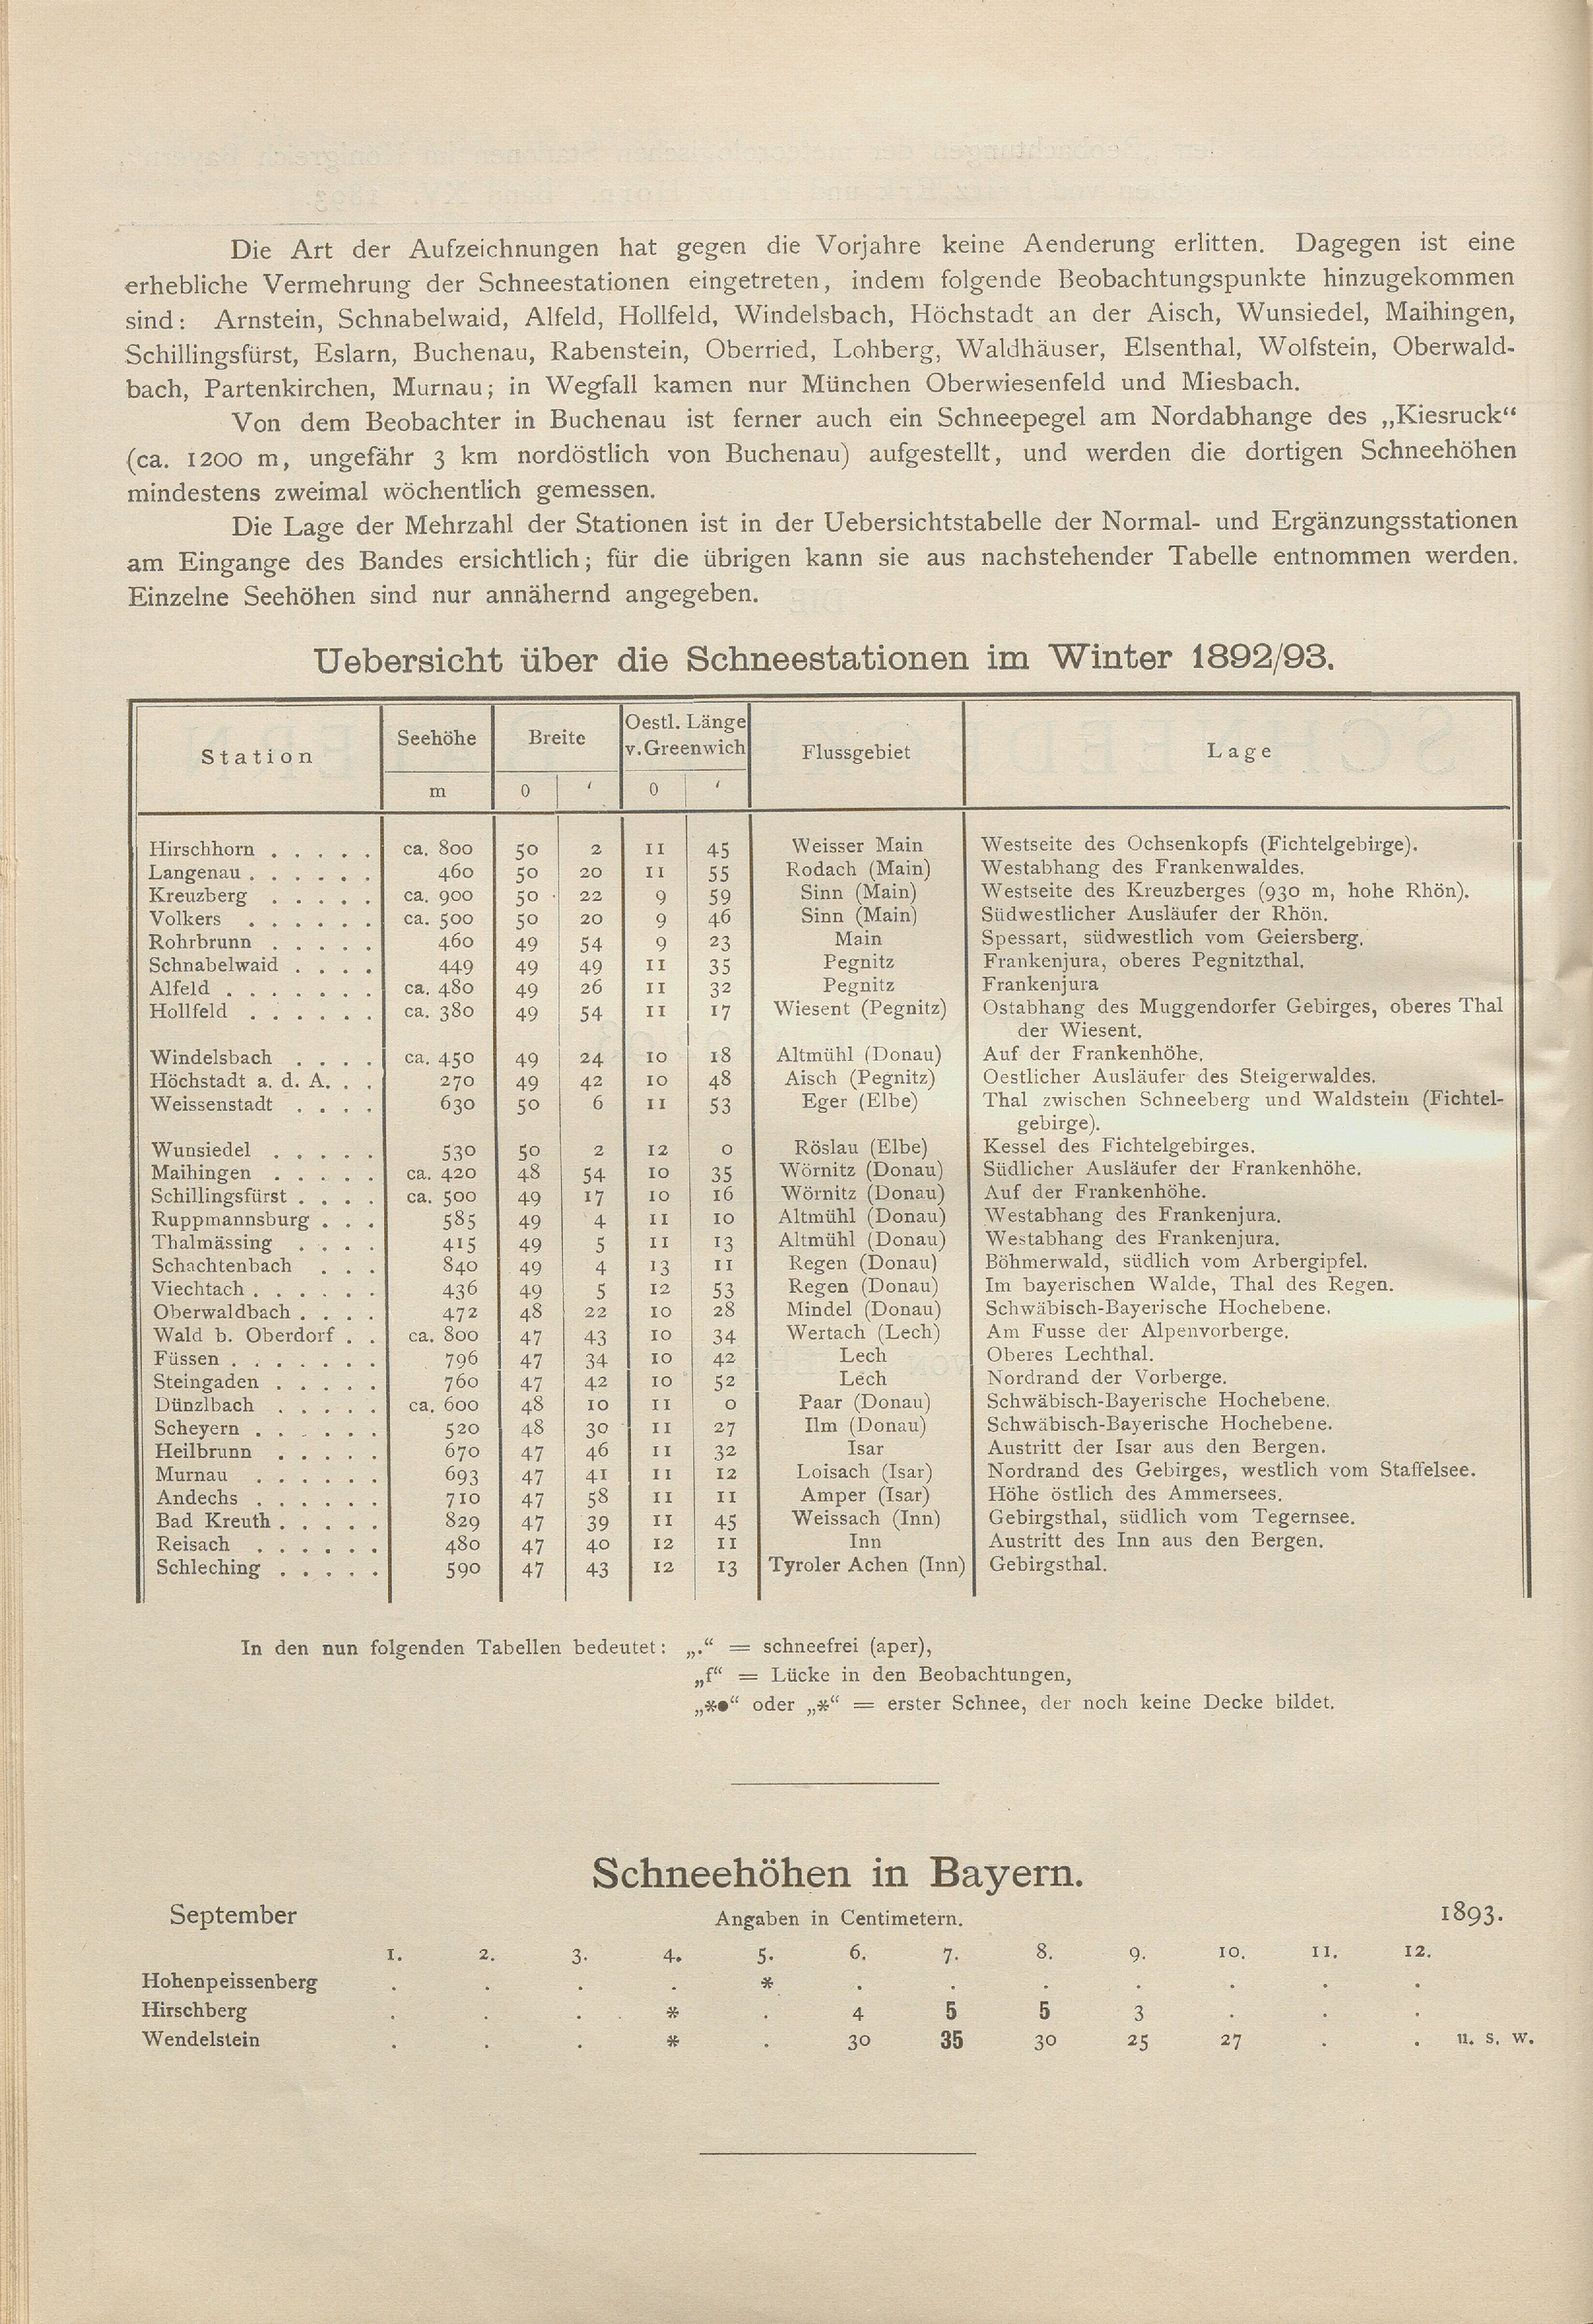 Die Art der Aufzeichnungen hat gegen die Vorjahre keine Aenderung erlitten. Dagegen ist eine
erhebliche Vermehrung der Schneestationen eingetreten, indem folgende Beobachtungspunkte hinzugekommen
sind: Arnstein, Schnabelwaid, Alfeld, Hollfeld, Windelsbach, Höchstadt an der Aisch, Wunsiedel, Maihingen,
Schillingsfürst, Eslarn, Buchenau, Rabenstein, Oberried, Lohberg, Waldhäuser, Elsenthal, Wolfstein, Oberwald-
bach, Partenkirchen, Murnau; in Wegfall kamen nur München Oberwiesenfeld und Miesbach.
Von dem Beobachter in Buchenau ist ferner auch ein Schneepegel am Nordabhange des „Kiesruck“
(ca. 1200 m, ungefähr 3 km nordöstlich von Buchenau) aufgestellt, und werden die dortigen Schneehöhen
mindestens zweimal wöchentlich gemessen.
Die Lage der Mehrzahl der Stationen ist in der Uebersichtstabelle der Normal- und Ergänzungsstationen
am Eingange des Bandes ersichtlich; für die übrigen kann sie aus nachstehender Tabelle entnommen werden.
Einzelne Seehöhen sind nur annähernd angegeben.
Uebersicht über die Schneestationen im Winter 1892/93.
Station Seehöhe Breite Oestl. Länge v. Greenwich Flussgebiet Lage
m 0 ‘ 0 ‘
Hirschhorn . . . . . ca. 800 50 2 11 45 Weisser Main Westseite des Ochsenkopfs (Fichtelgebirge).
Langenau . . . . . . 460 50 20 11 55 Rodach (Main) Westabhang des Frankenwaldes.
Kreuzberg . . . . . ca. 900 50 22 9 59 Sinn (Main) Westseite des Kreuzberges (930 m, hohe Rhön).
Volkers . . . . . . ca. 500 50 20 9 46 Sinn (Main) Südwestlicher Ausläufer der Rhön.
Rohrbrunn . . . . . 460 49 54 9 23 Main Spessart, südwestlich vom Geiersberg.
Schnabelwaid . . . . 449 49 49 11 35 Pegnitz Frankenjura, oberes Pegnitzthal.
Alfeld . . . . . . . ca. 480 49 26 11 32 Pegnitz Frankenjura
Hollfeld . . . . . . ca. 380 49 54 11 17 Wiesent (Pegnitz) Ostabhang des Muggendorfer Gebirges, oberes Thal
der Wiesent.
Windelsbach . . . . ca. 450 49 24 10 18 Altmühl (Donau) Auf der Frankenhöhe.
Höchstadt a. d. A. . . 270 49 42 10 48 Aisch (Pegnitz) Oestlicher Ausläufer des Steigerwaldes.
Weissenstadt . . . . 630 50 6 11 53 Eger (Elbe) Thal zwischen Schneeberg und Waldstein (Fichtel-
gebirge).
Wunsiedel . . . . . 530 50 2 12 0 Röslau (Elbe) Kessel des Fichtelgebirges.
Maihingen . . . . . ca. 420 48 54 10 35 Wörnitz (Donau) Südlicher Ausläufer der Frankenhöhe.
Schillingsfürst . . . . ca. 500 49 17 10 16 Wörnitz (Donau) Auf der Frankenhöhe.
Ruppmannsburg . . . 585 49 4 11 10 Altmühl (Donau) Westabhang des Frankenjura.
Thalmässing . . . . 415 49 5 11 13 Altmühl (Donau) Westabhang des Frankenjura.
Schachtenbach . . . 840 49 4 13 11 Regen (Donau) Böhmerwald, südlich vom Arbergipfel.
Viechtach . . . . . . 436 49 5 12 53 Regen (Donau) Im bayerischen Walde, Thal des Regen.
Oberwaldbach . . . . 472 48 22 10 28 Mindel (Donau) Schwäbisch-Bayerische Hochebene.
Wald b. Oberdorf . . ca. 800 47 43 10 34 Wertach (Lech) Am Fusse der Alpenvorberge.
Füssen . . . . . . . 796 47 34 10 42 Lech Oberes Lechthal.
Steingaden . . . . . 760 47 42 10 52 Lech Nordrand der Vorberge.
Dünzlbach . . . . . ca. 600 48 10 11 0 Paar (Donau) Schwäbisch-Bayerische Hochebene.
Scheyern . . . . . . 520 48 30 11 27 Ilm (Donau) Schwäbisch-Bayerische Hochebene.
Heilbrunn . . . . . 670 47 46 11 32 Isar Austritt der Isar aus den Bergen.
Murnau . . . . . . 693 47 41 11 12 Loisach (Isar) Nordrand des Gebirges, westlich vom Staffelsee.
Andechs . . . . . . 710 47 58 11 11 Amper (Isar) Höhe östlich des Ammersees.
Bad Kreuth . . . . . 829 47 39 11 45 Weissach (Inn) Gebirgsthal, südlich vom Tegernsee.
Reisach . . . . . . 480 47 40 12 11 Inn Austritt des Inn aus den Bergen.
Schleching . . . . . 590 47 43 12 13 Tyroler Achen (Inn) Gebirgsthal.
In den nun folgenden Tabellen bedeutet: „.“ = schneefrei (aper),
„f“ = Lücke in den Beobachtungen,
„*●“ oder „*“ = erster Schnee, der noch keine Decke bildet.
Schneehöhen in Bayern.
September Angaben in Centimetern. 1893.
1. 2. 3. 4. 5. 6. 7. 8. 9. 10. 11. 12.
Hohenpeissenberg . . . . * . . . . . . .
Hirschberg . . . * . 4 5 5 3 . . .
Wendelstein . . . * . 30 35 30 25 27 . . u. s. w.